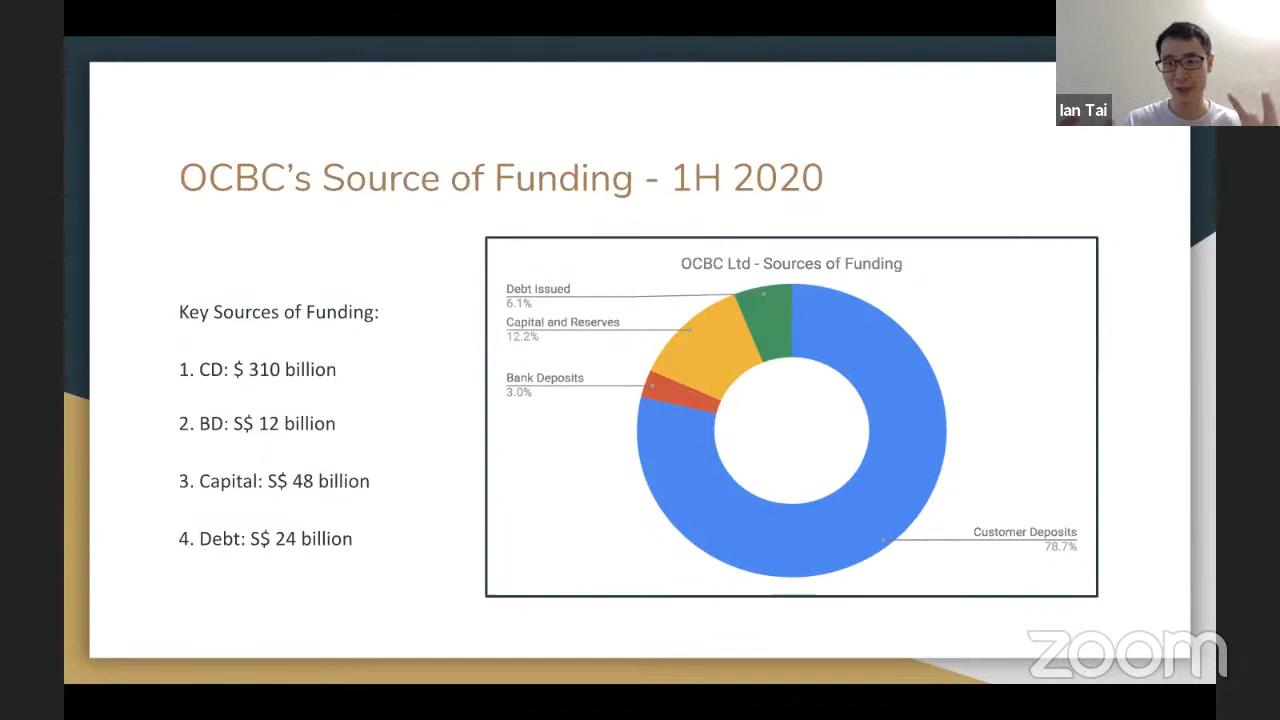 Ian Tai
OCBC's Source of Funding - 1H 2020
Key Sources of Funding:
1. CD: $ 310 billion
2. BD: S$ 12 billion
3. Capital: S$ 48 billion
4. Debt: S$ 24 billion
OCBC Ltd - Sources of Funding
Debt Issued
6.1%
Capital and Reserves
12.2%
Bank Deposits
3.0%
Customer Deposits
78.7%
zoom